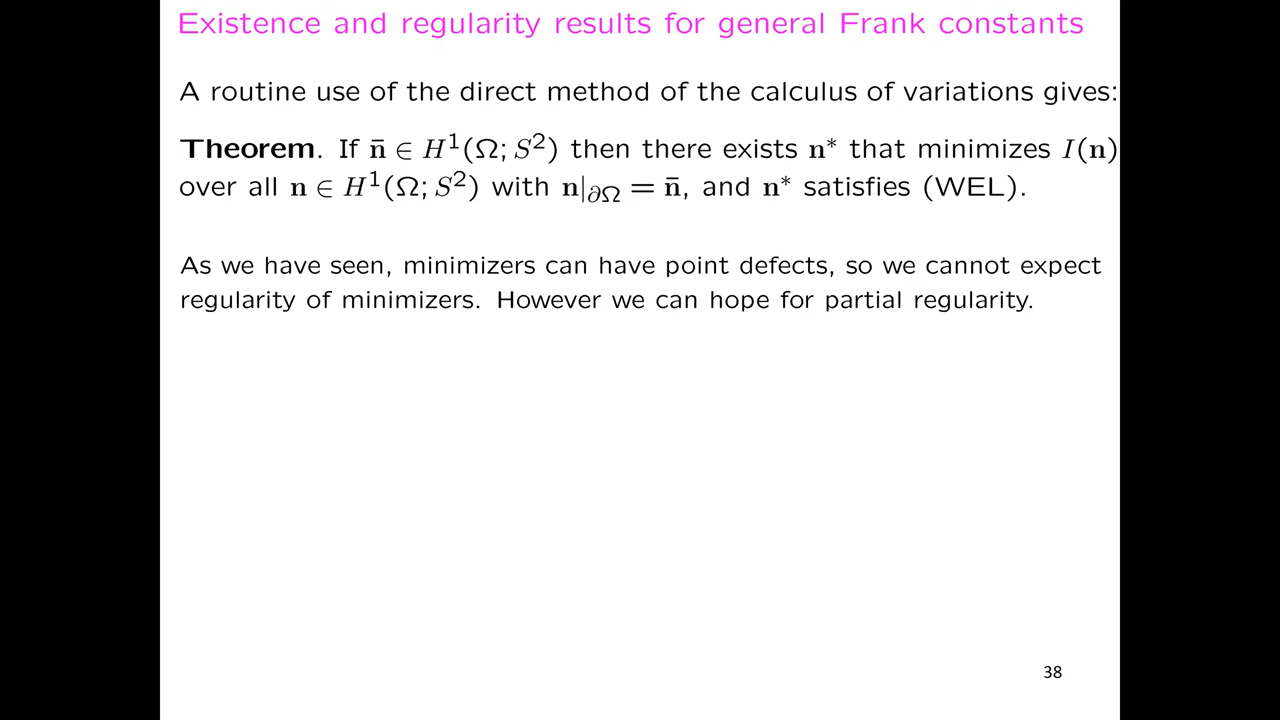 Existence and regularity results for general Frank constants
A routine use of the direct method of the calculus of variations gives:
Theorem. If n̄ ∈ H¹(Ω; S²) then there exists n* that minimizes I(n)
over all n ∈ H¹(Ω; S²) with n|∂Ω = n̄, and n* satisfies (WEL).
As we have seen, minimizers can have point defects, so we cannot expect
regularity of minimizers. However we can hope for partial regularity.
38